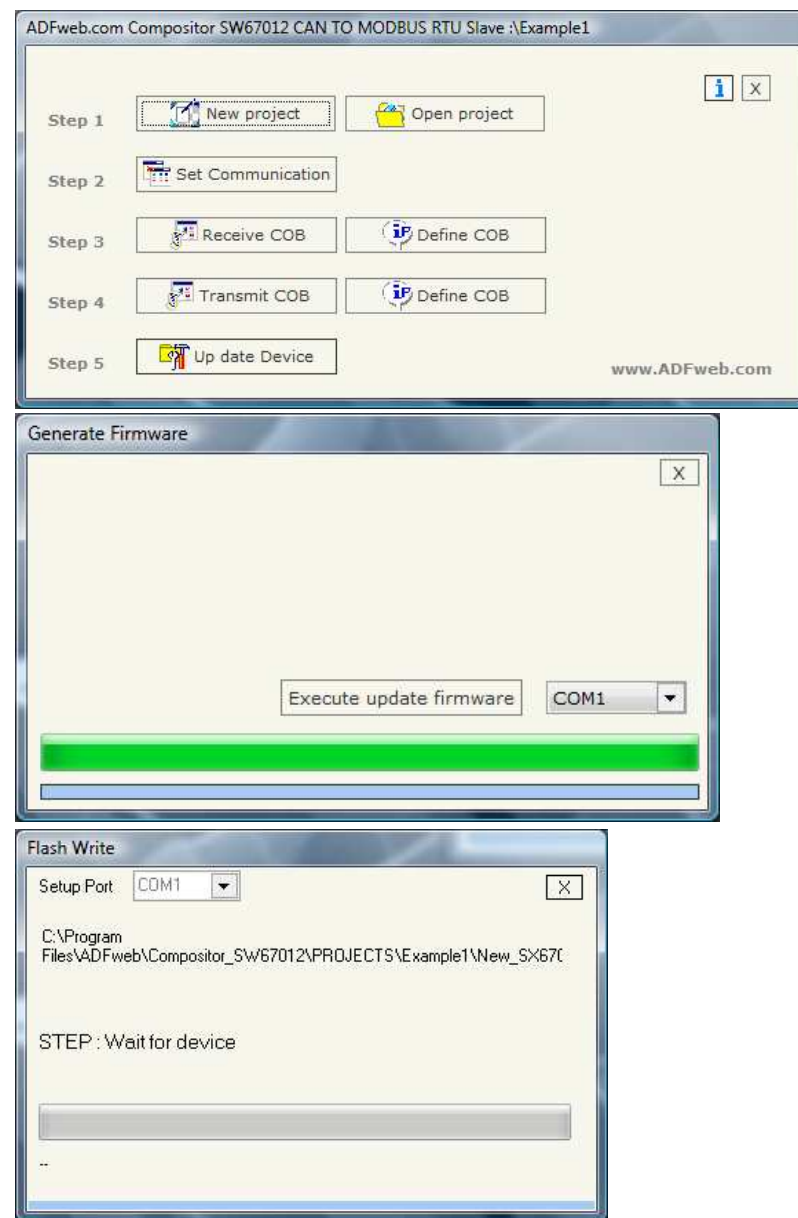 ADFweb.com Compositor SW67012 CAN TO MODBUS RTU Slave :\Example1
i X
Step 1 New project Open project
Step 2 Set Communication
Step 3 Receive COB Define COB
Step 4 Transmit COB Define COB
Step 5 Up date Device
www.ADFweb.com
Generate Firmware
X
Execute update firmware COM1
Flash Write
Setup Port COM1 X
C:\Program
Files\ADFweb\Compositor_SW67012\PROJECTS\Example1\New_SX67
STEP : Wait for device
--